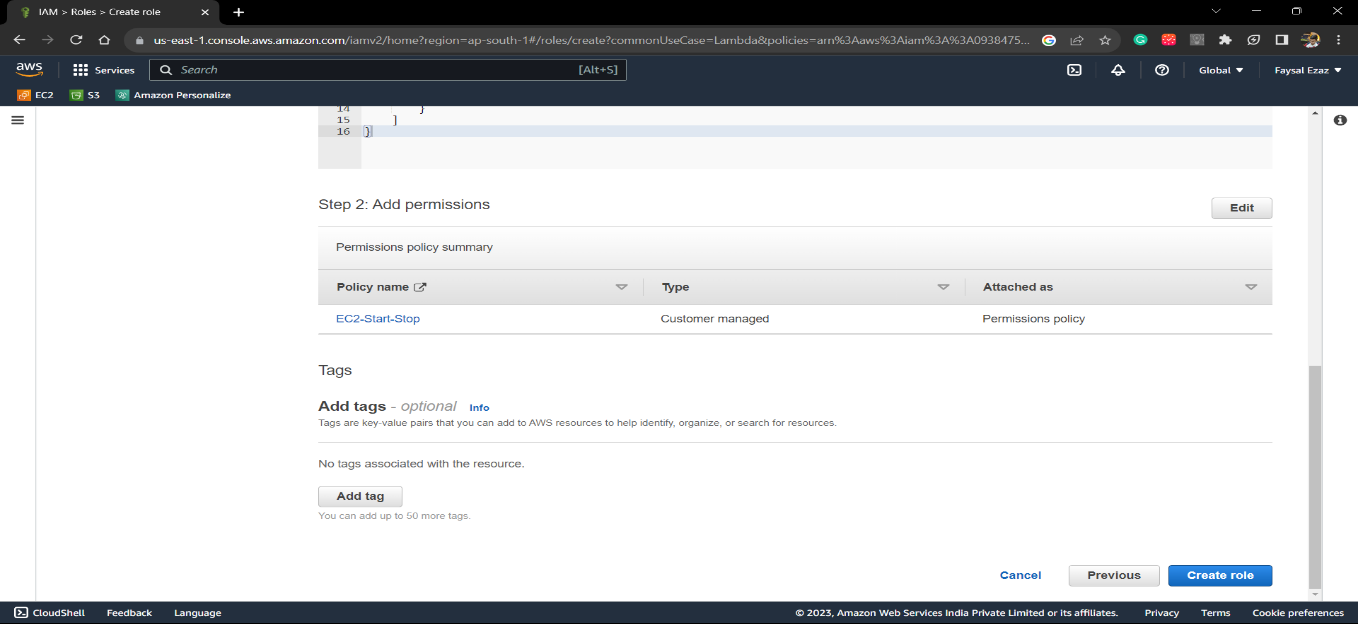 IAM > Roles > Create role
us-east-1.console.aws.amazon.com/iamv2/home?region=ap-south-1#/roles/create?commonUseCase=Lambda&policies=arn%3Aaws%3Aiam%3A%3A0938475...
aws Services Search [Alt+S] Global Faysal Ezaz
EC2 S3 Amazon Personalize
14 }
15 ]
16 }
Step 2: Add permissions
Edit
Permissions policy summary
Policy name Type Attached as
EC2-Start-Stop Customer managed Permissions policy
Tags
Add tags - optional Info
Tags are key-value pairs that you can add to AWS resources to help identify, organize, or search for resources.
No tags associated with the resource.
Add tag
You can add up to 50 more tags.
Cancel Previous Create role
CloudShell Feedback Language © 2023, Amazon Web Services India Private Limited or its affiliates. Privacy Terms Cookie preferences